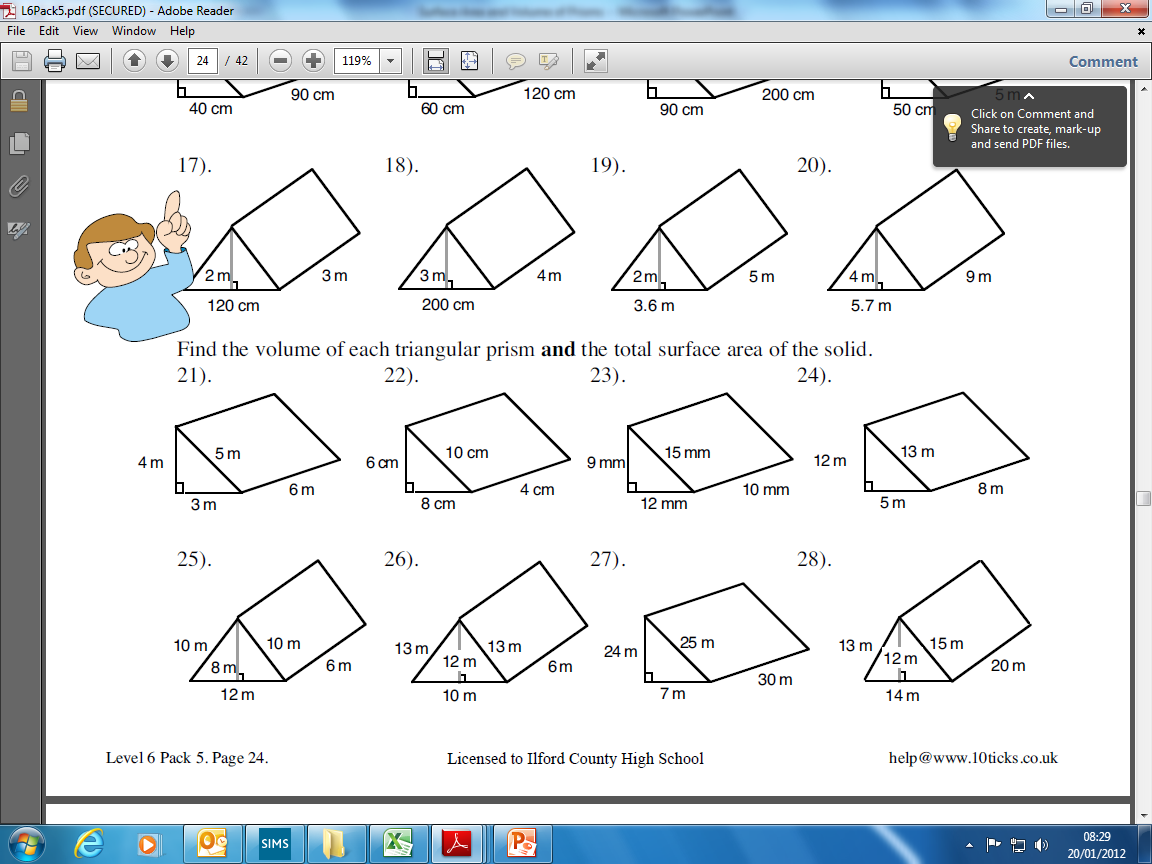 L6Pack5.pdf (SECURED) - Adobe Reader
File Edit View Window Help
24 / 42 119% Comment
40 cm 90 cm 60 cm 120 cm 90 cm 200 cm 50 cm 5 m
Click on Comment and
Share to create, mark-up
and send PDF files.
17). 18). 19). 20).
2 m 3 m 3 m 4 m 2 m 5 m 4 m 9 m
120 cm 200 cm 3.6 m 5.7 m
Find the volume of each triangular prism and the total surface area of the solid.
21). 22). 23). 24).
4 m 5 m 6 cm 10 cm 9 mm 15 mm 12 m 13 m
3 m 6 m 8 cm 4 cm 12 mm 10 mm 5 m 8 m
25). 26). 27). 28).
10 m 10 m 13 m 13 m 24 m 25 m 13 m 15 m
8 m 6 m 12 m 6 m 30 m 12 m 20 m
12 m 10 m 7 m 14 m
Level 6 Pack 5. Page 24. Licensed to Ilford County High School help@www.10ticks.co.uk
SIMS
08:29
20/01/2012